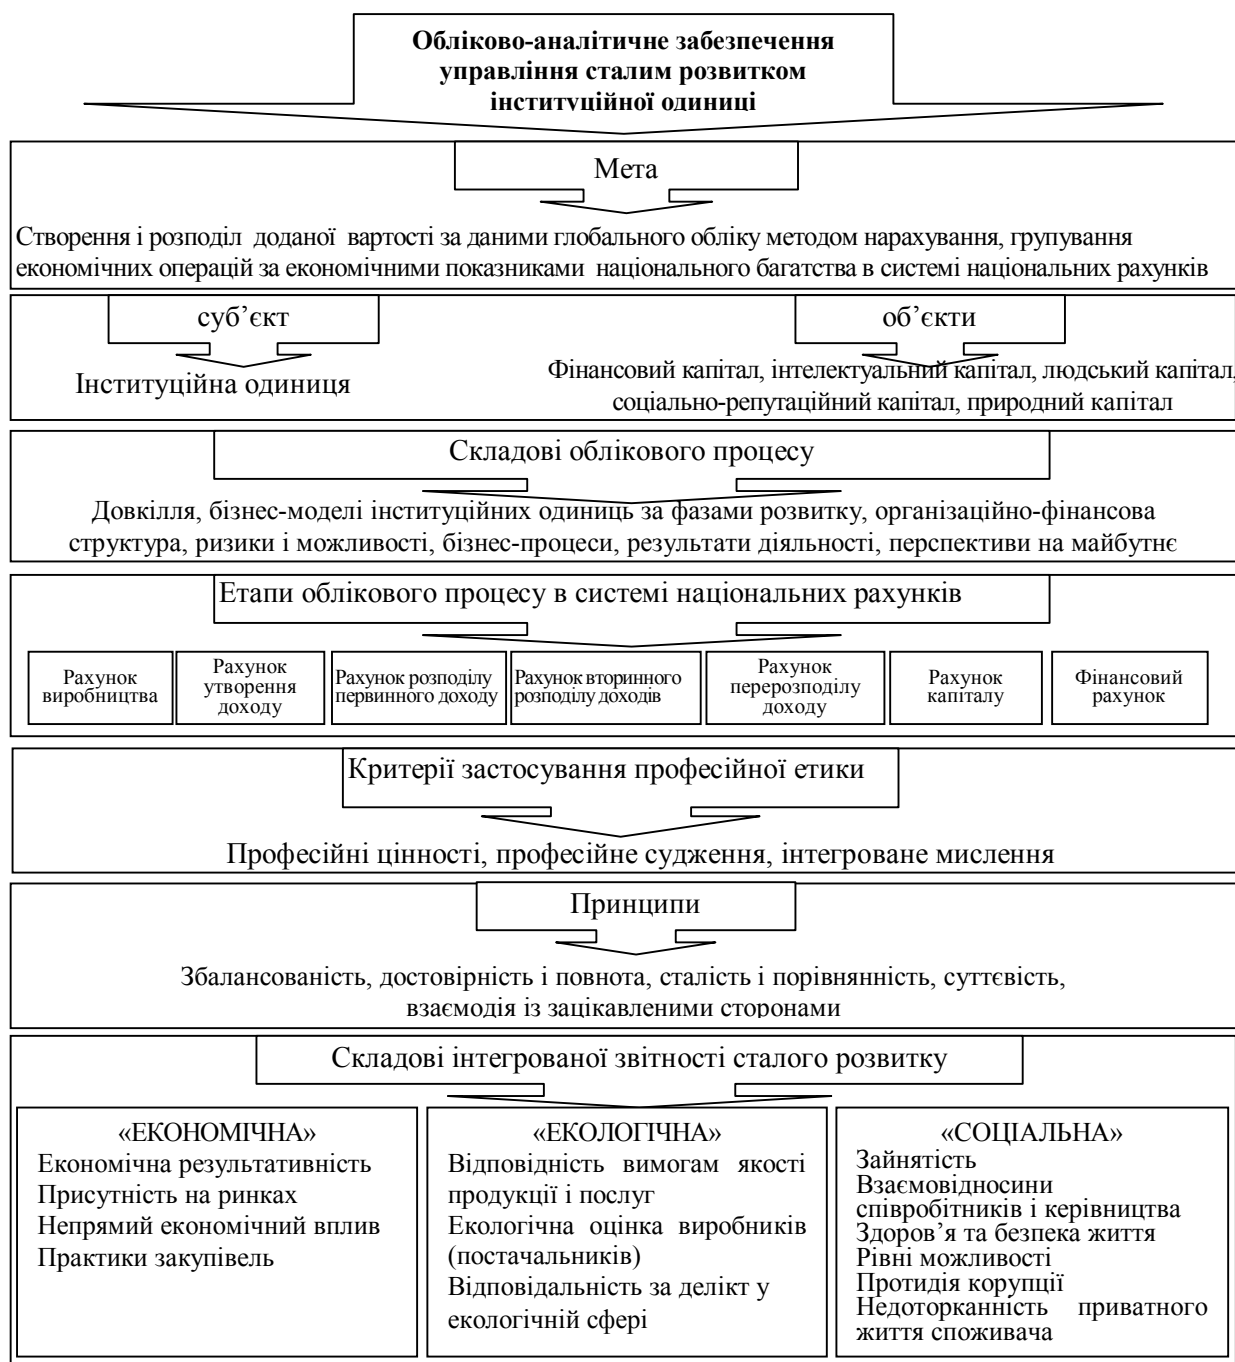 Обліково-аналітичне забезпечення
управління сталим розвитком
інституційної одиниці
Мета
Створення і розподіл доданої вартості за даними глобального обліку методом нарахування, групування
економічних операцій за економічними показниками національного багатства в системі національних рахунків
суб’єкт
Інституційна одиниця
об’єкти
Фінансовий капітал, інтелектуальний капітал, людський капітал,
соціально-репутаційний капітал, природний капітал
Складові облікового процесу
Довкілля, бізнес-моделі інституційних одиниць за фазами розвитку, організаційно-фінансова
структура, ризики і можливості, бізнес-процеси, результати діяльності, перспективи на майбутнє
Етапи облікового процесу в системі національних рахунків
Рахунок
виробництва
Рахунок
утворення
доходу
Рахунок розподілу
первинного доходу
Рахунок вторинного
розподілу доходів
Рахунок
перерозподілу
доходу
Рахунок
капіталу
Фінансовий
рахунок
Критерії застосування професійної етики
Професійні цінності, професійне судження, інтегроване мислення
Принципи
Збалансованість, достовірність і повнота, сталість і порівнянність, суттєвість,
взаємодія із зацікавленими сторонами
Складові інтегрованої звітності сталого розвитку
«ЕКОНОМІЧНА»
Економічна результативність
Присутність на ринках
Непрямий економічний вплив
Практики закупівель
«ЕКОЛОГІЧНА»
Відповідність вимогам якості
продукції і послуг
Екологічна оцінка виробників
(постачальників)
Відповідальність за делікт у
екологічній сфері
«СОЦІАЛЬНА»
Зайнятість
Взаємовідносини
співробітників і керівництва
Здоров’я та безпека життя
Рівні можливості
Протидія корупції
Недоторканність приватного
життя споживача